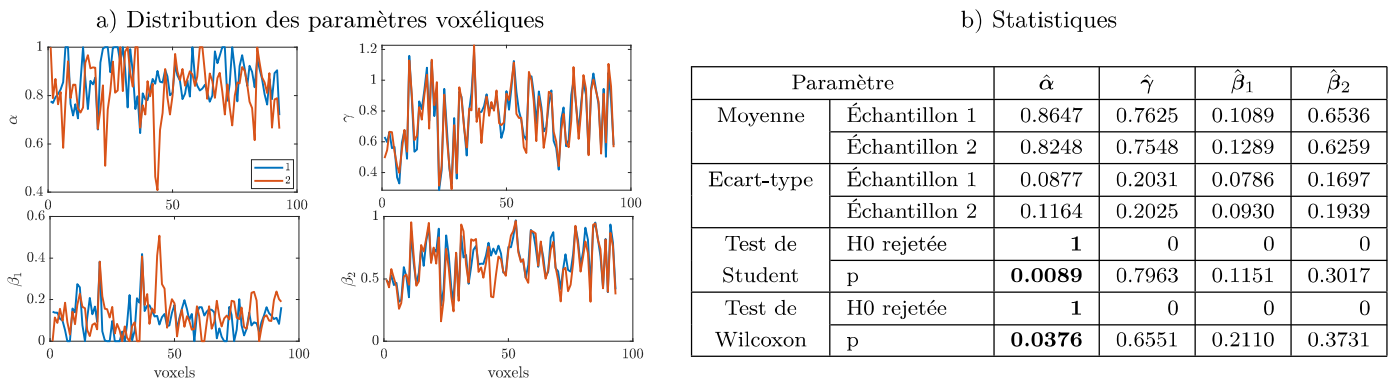 a) Distribution des paramètres voxéliques
1
0.8
0.6
0.4
α
1
2
0
50
100
1.2
1
0.8
0.6
0.4
γ
0
50
100
0.6
0.4
0.2
0
β1
0
50
100
voxels
1
0.5
0
β2
0
50
100
voxels
b) Statistiques
Paramètre α̂ γ̂ β̂1 β̂2
Moyenne Échantillon 1 0.8647 0.7625 0.1089 0.6536
Échantillon 2 0.8248 0.7548 0.1289 0.6259
Ecart-type Échantillon 1 0.0877 0.2031 0.0786 0.1697
Échantillon 2 0.1164 0.2025 0.0930 0.1939
Test de H0 rejetée 1 0 0 0
Student p 0.0089 0.7963 0.1151 0.3017
Test de H0 rejetée 1 0 0 0
Wilcoxon p 0.0376 0.6551 0.2110 0.3731